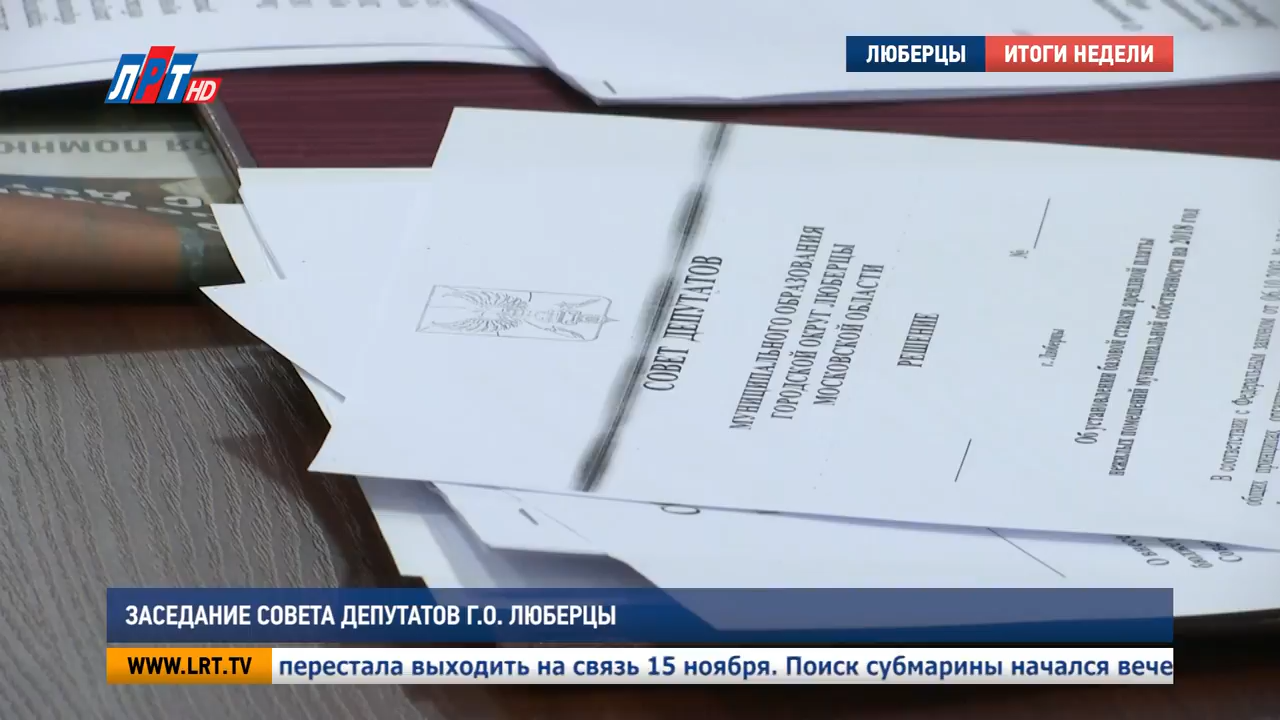 ЛРТ HD
ЛЮБЕРЦЫ ИТОГИ НЕДЕЛИ
СОВЕТ ДЕПУТАТОВ
МУНИЦИПАЛЬНОГО ОБРАЗОВАНИЯ
ГОРОДСКОЙ ОКРУГ ЛЮБЕРЦЫ
МОСКОВСКОЙ ОБЛАСТИ
РЕШЕНИЕ
№
г. Люберцы
Об установлении базовой ставки арендной платы
нежилых помещений муниципальной собственности на 2018 год
В соответствии с Федеральным законом от 06.10
общих принципах
ЗАСЕДАНИЕ СОВЕТА ДЕПУТАТОВ Г.О. ЛЮБЕРЦЫ
WWW.LRT.TV перестала выходить на связь 15 ноября. Поиск субмарины начался вече